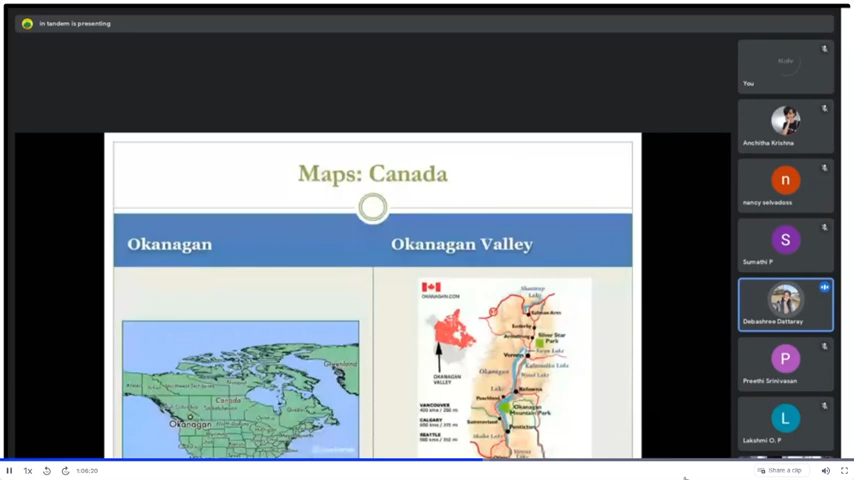 in tandem is presenting
You
Anchitha Krishna
nancy selvadoss
Sumathi P
Debashree Dattaray
Preethi Srinivasan
Lakshmi O. P
Maps: Canada
Okanagan
Okanagan Valley
Greenland
Canada
Okanagan
OKANAGAN.COM
OKANAGAN
VALLEY
VANCOUVER
CALGARY
SEATTLE
Shuswap
Lake
Salmon Arm
Enderby
Armstrong
Silver Star
Park
Vernon
Kalamalka Lake
Wood Lake
Okanagan
Lake
Kelowna
Peachland
Okanagan
Mountain Park
Summerland
Penticton
1x
1:06:20
Share a clip